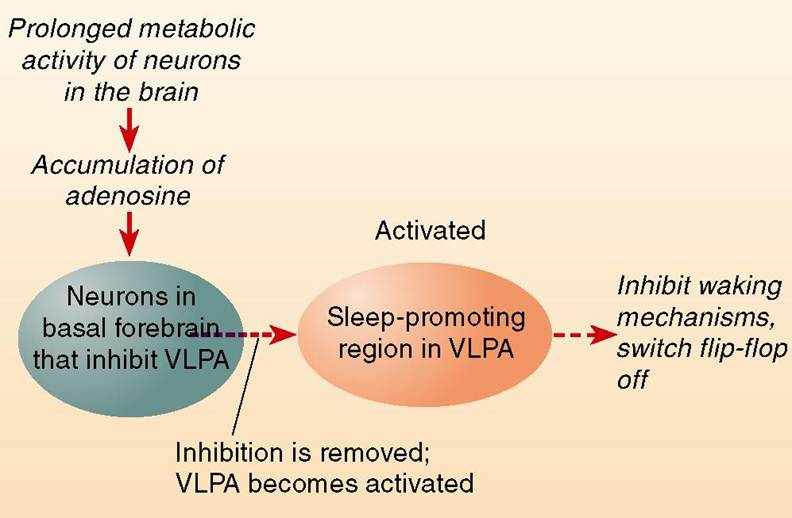 Prolonged metabolic
activity of neurons
in the brain
Accumulation of
adenosine
Activated
Neurons in
basal forebrain
that inhibit VLPA
Sleep-promoting
region in VLPA
Inhibit waking
mechanisms,
switch flip-flop
off
Inhibition is removed;
VLPA becomes activated